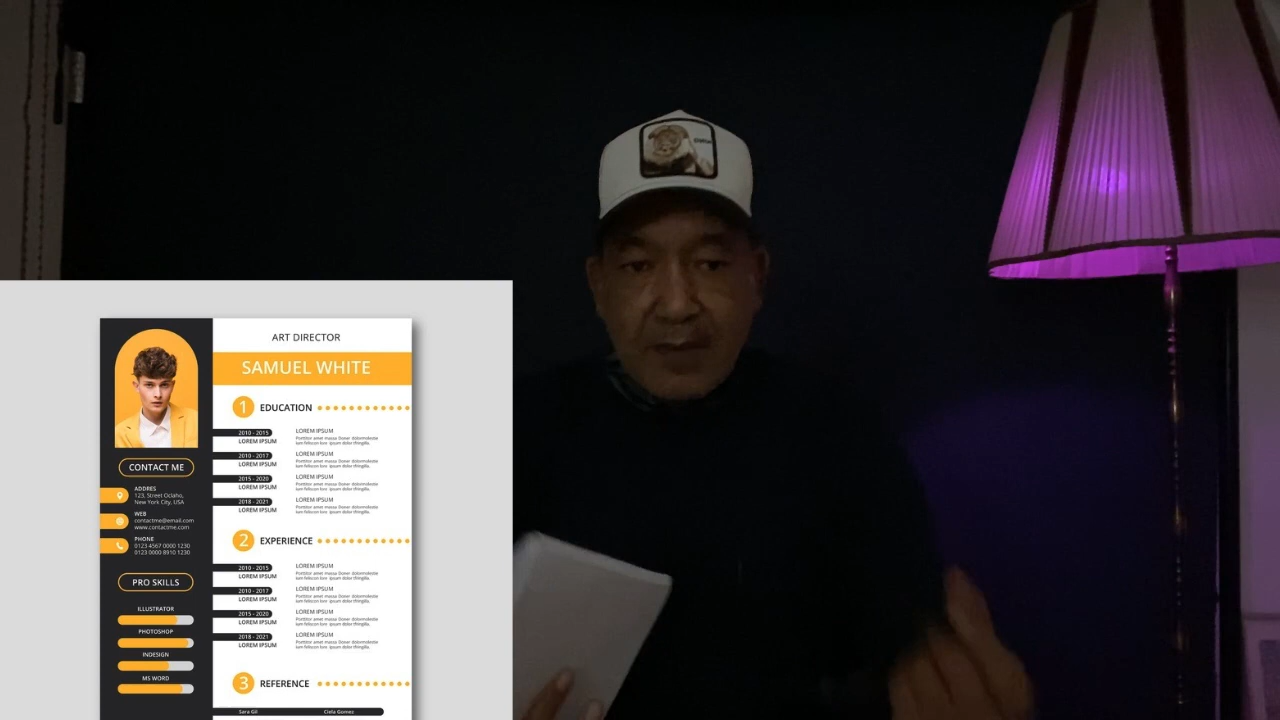 ART DIRECTOR
SAMUEL WHITE
CONTACT ME
ADDRES
123, Street Ociaho,
New York City, USA
WEB
contactme@email.com
www.contactme.com
PHONE
0123 4567 0000 1230
0123 0000 8910 1230
PRO SKILLS
ILLUSTRATOR
PHOTOSHOP
INDESIGN
MS WORD
1 EDUCATION
2010 - 2015 LOREM IPSUM
LOREM IPSUM
2010 - 2017 LOREM IPSUM
LOREM IPSUM
2015 - 2020 LOREM IPSUM
LOREM IPSUM
2018 - 2021 LOREM IPSUM
LOREM IPSUM
2 EXPERIENCE
2010 - 2015 LOREM IPSUM
LOREM IPSUM
2010 - 2017 LOREM IPSUM
LOREM IPSUM
2015 - 2020 LOREM IPSUM
LOREM IPSUM
2018 - 2021 LOREM IPSUM
LOREM IPSUM
3 REFERENCE
Sara Gil Ciela Gomez